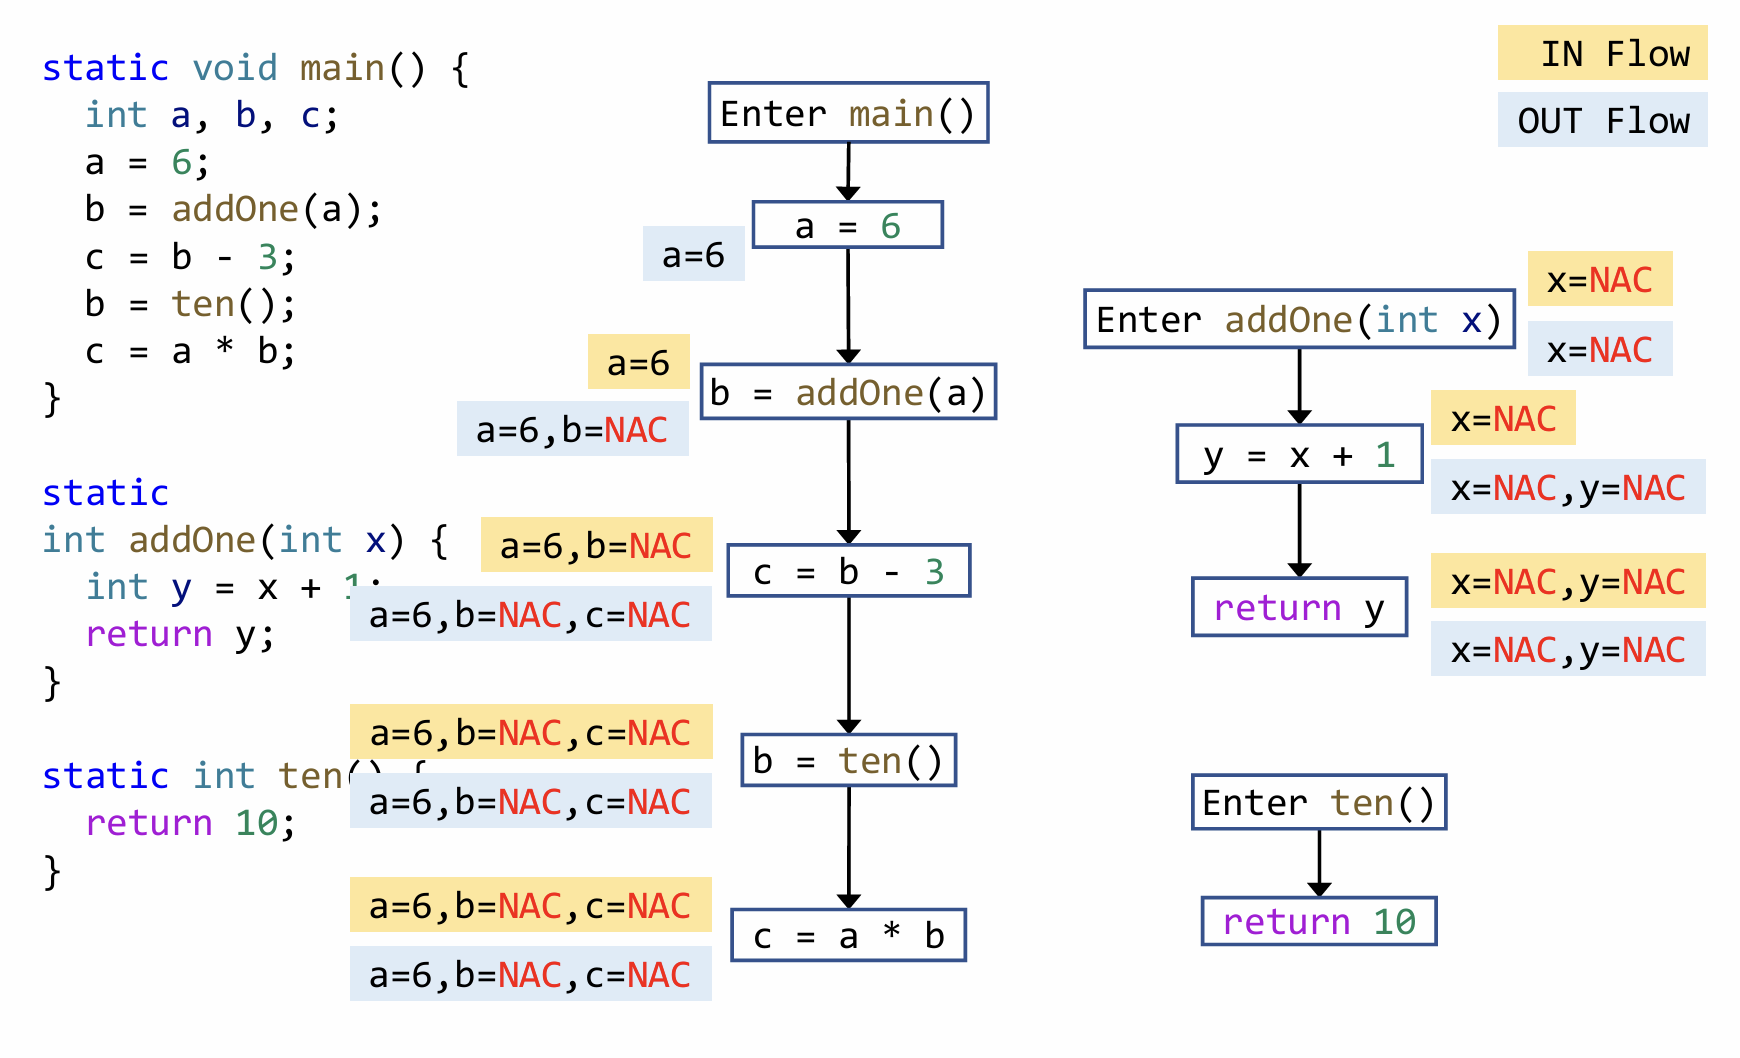 static void main() {
int a, b, c;
a = 6;
b = addOne(a);
c = b - 3;
b = ten();
c = a * b;
}
static
int addOne(int x) {
int y = x + 1;
return y;
}
static int ten() {
return 10;
}
Enter main()
a = 6
a=6
a=6
b = addOne(a)
a=6,b=NAC
a=6,b=NAC
c = b - 3
a=6,b=NAC,c=NAC
a=6,b=NAC,c=NAC
b = ten()
a=6,b=NAC,c=NAC
a=6,b=NAC,c=NAC
c = a * b
a=6,b=NAC,c=NAC
IN Flow
OUT Flow
x=NAC
Enter addOne(int x)
x=NAC
x=NAC
y = x + 1
x=NAC,y=NAC
x=NAC,y=NAC
return y
x=NAC,y=NAC
Enter ten()
return 10